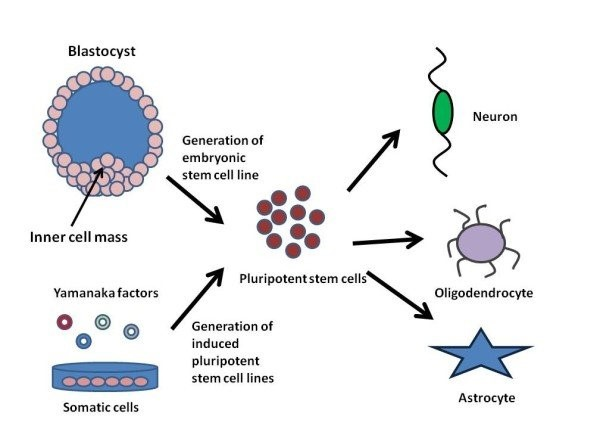 Blastocyst
Generation of
embryonic
stem cell line
Inner cell mass
Yamanaka factors
Somatic cells
Generation of
induced
pluripotent
stem cell lines
Pluripotent stem cells
Neuron
Oligodendrocyte
Astrocyte